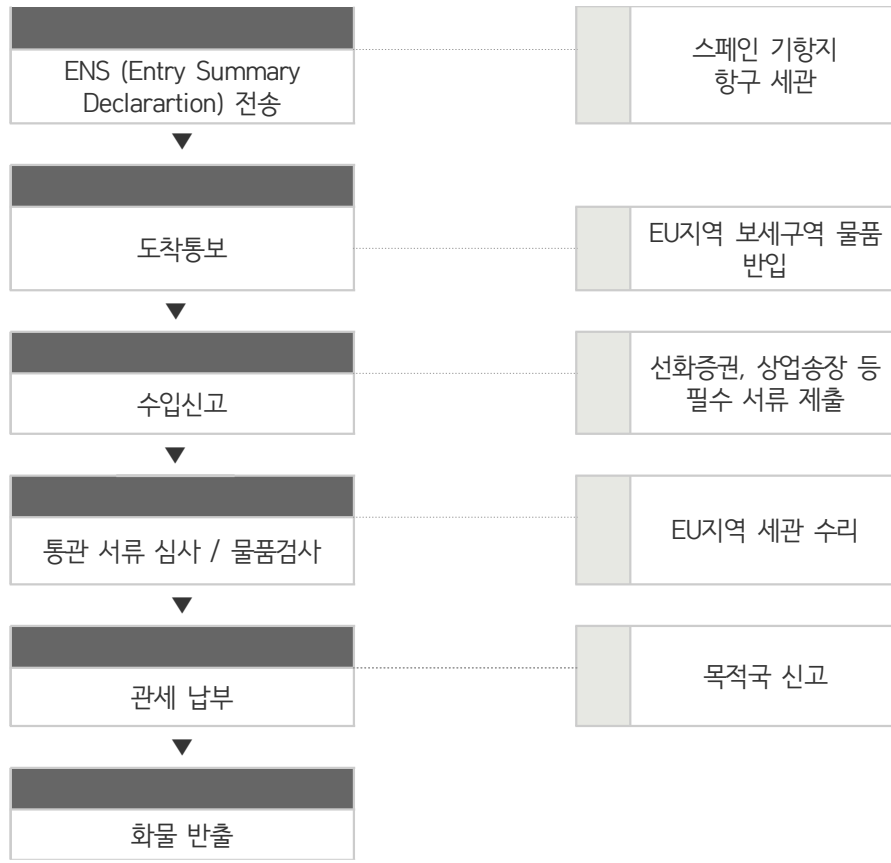 ENS (Entry Summary
Declarartion) 전송
스페인 기항지
항구 세관
▼
도착통보
EU지역 보세구역 물품
반입
▼
수입신고
선화증권, 상업송장 등
필수 서류 제출
▼
통관 서류 심사 / 물품검사
EU지역 세관 수리
▼
관세 납부
목적국 신고
▼
화물 반출